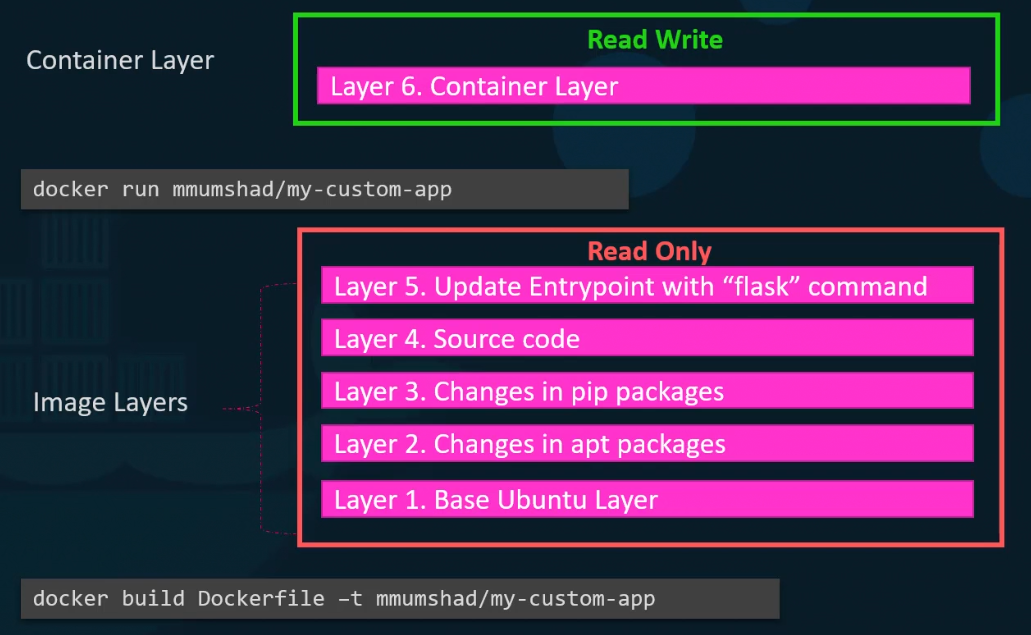 Read Write
Container Layer
Layer 6. Container Layer
docker run mmumshad/my-custom-app
Read Only
Layer 5. Update Entrypoint with “flask” command
Layer 4. Source code
Layer 3. Changes in pip packages
Image Layers
Layer 2. Changes in apt packages
Layer 1. Base Ubuntu Layer
docker build Dockerfile –t mmumshad/my-custom-app